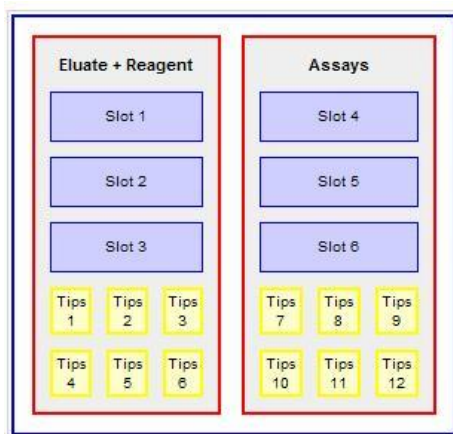 Eluate + Reagent
Slot 1
Slot 2
Slot 3
Tips
1
Tips
2
Tips
3
Tips
4
Tips
5
Tips
6
Assays
Slot 4
Slot 5
Slot 6
Tips
7
Tips
8
Tips
9
Tips
10
Tips
11
Tips
12